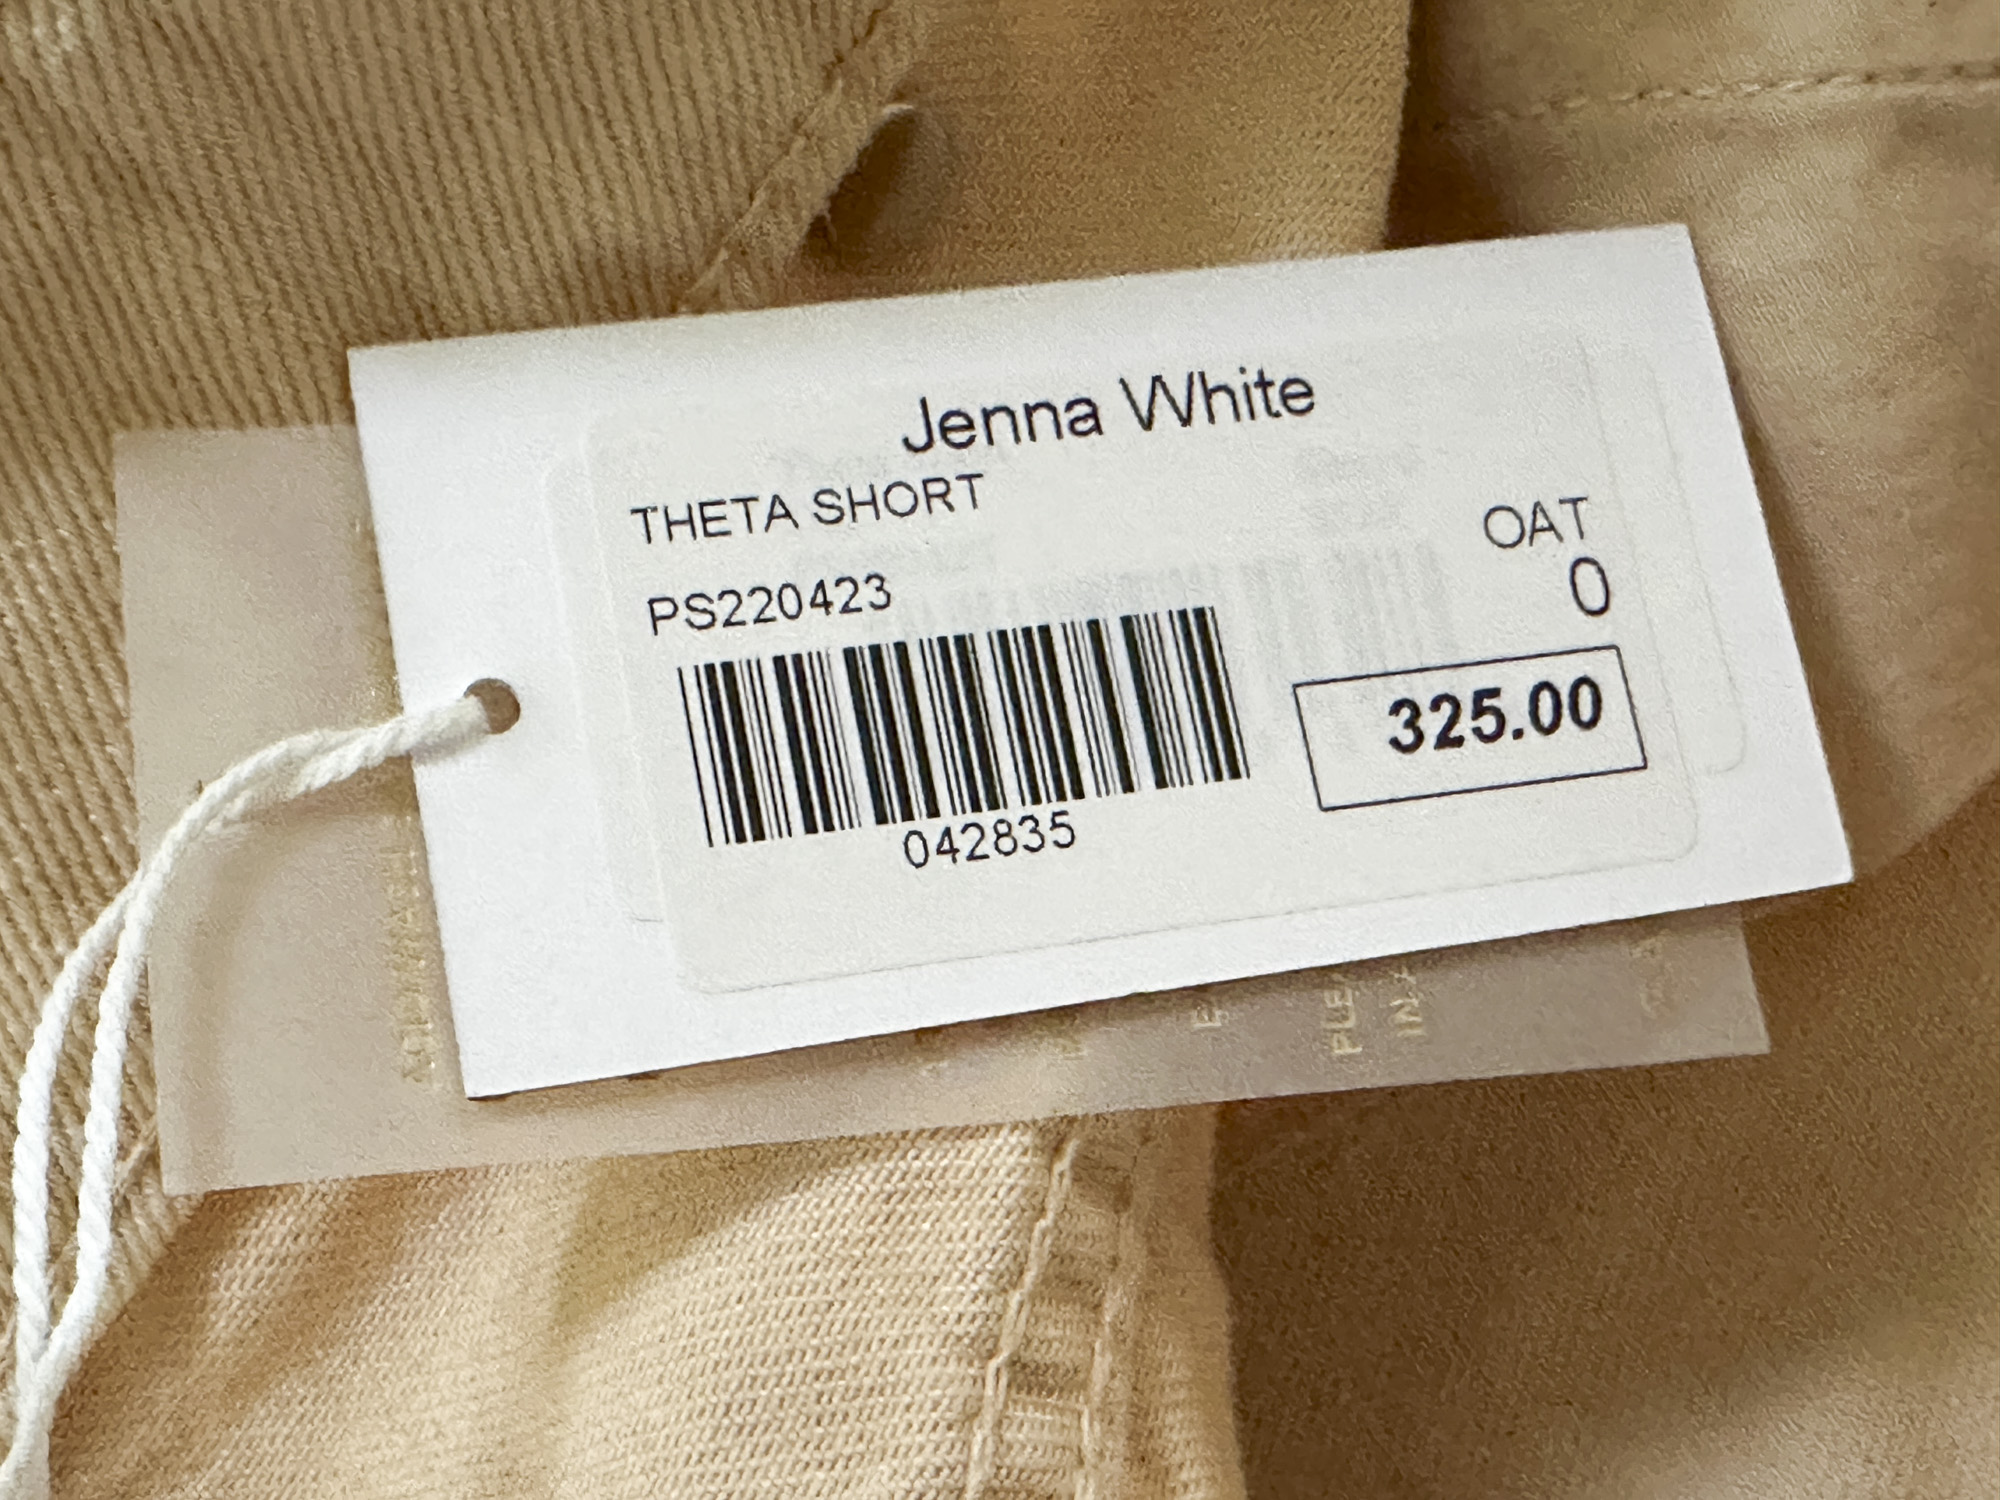 Jenna White
THETA SHORT
OAT
PS220423
0
325.00
042835